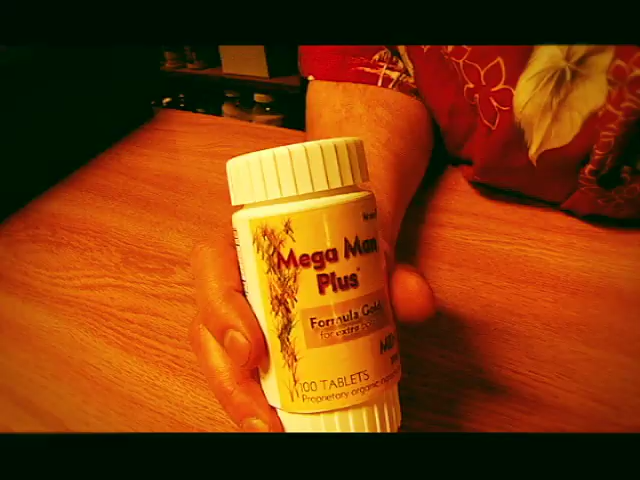 Mega Man
Plus
Formula Gold
for extra
100 TABLETS
Proprietary organic